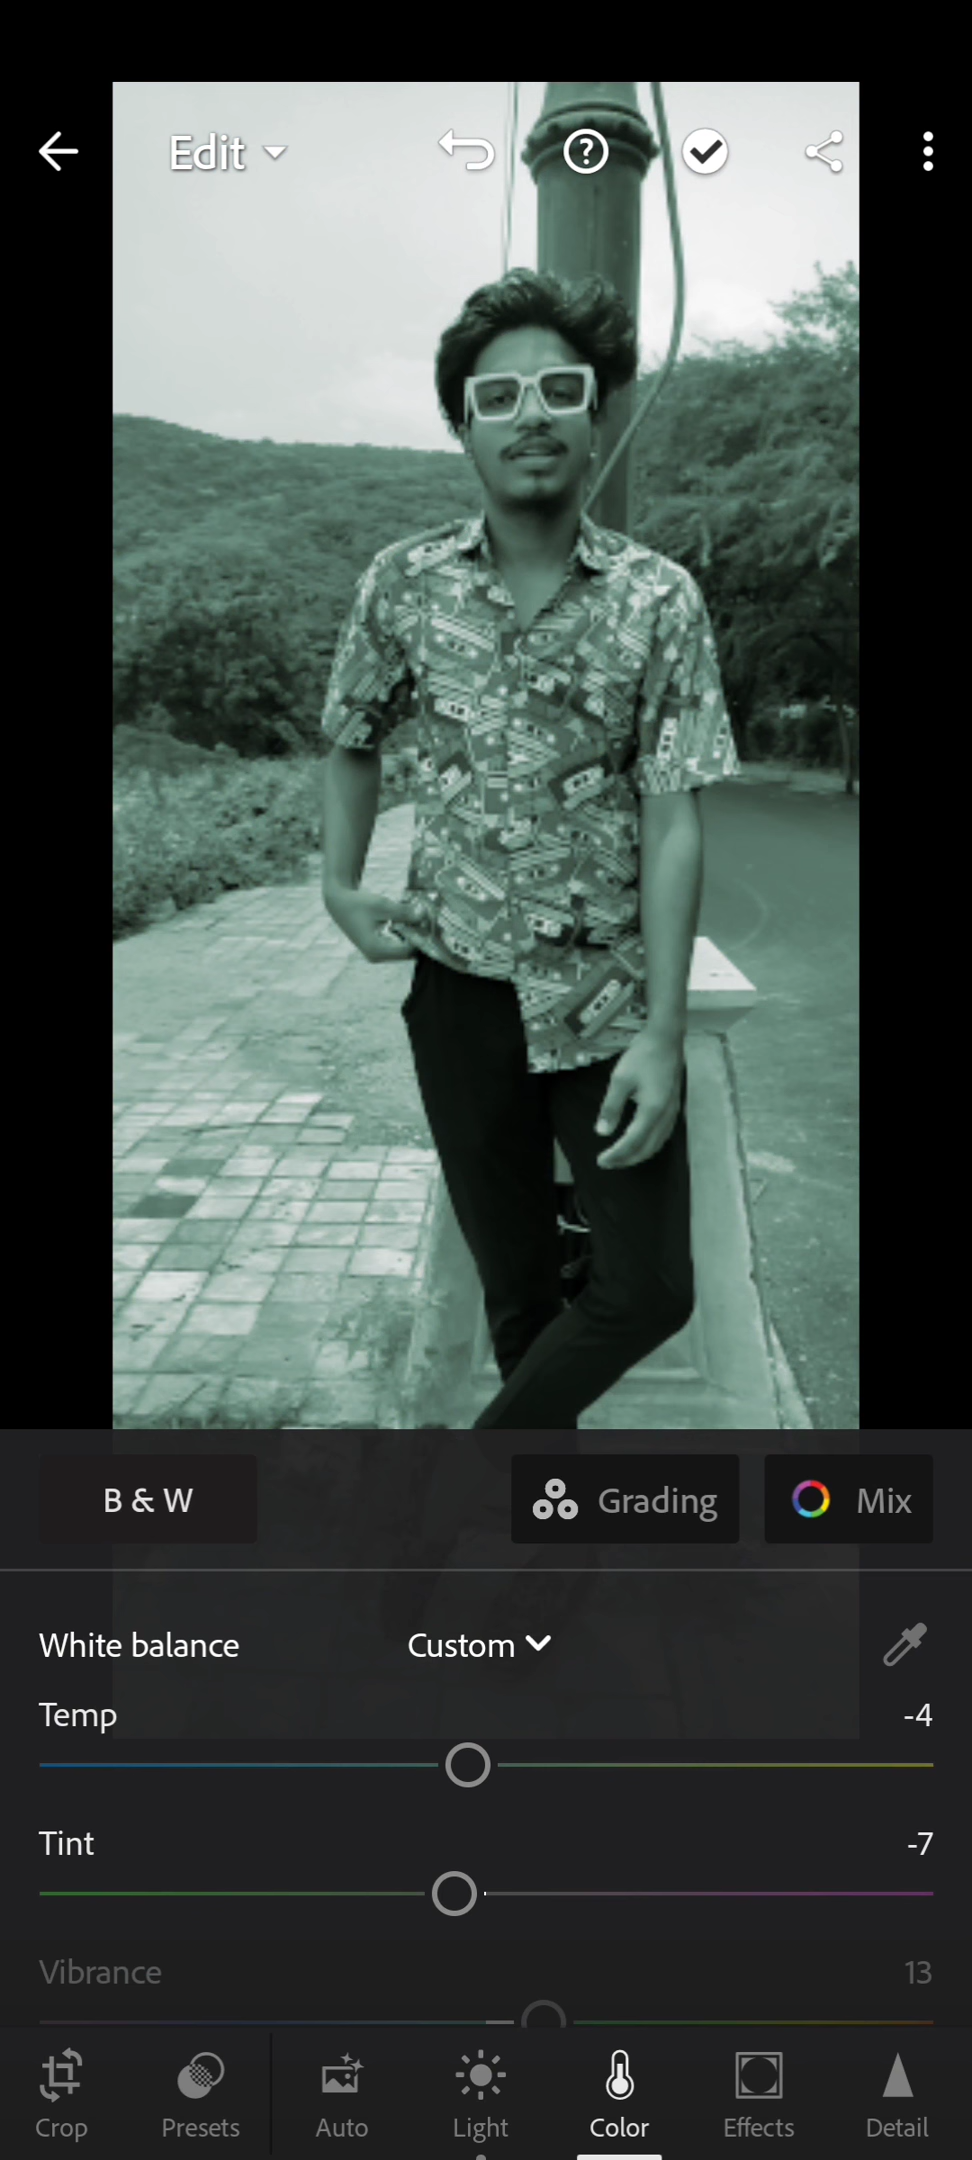 Edit
B & W
Grading
Mix
White balance
Custom
Temp
-4
Tint
-7
Vibrance
13
Crop
Presets
Auto
Light
Color
Effects
Detail